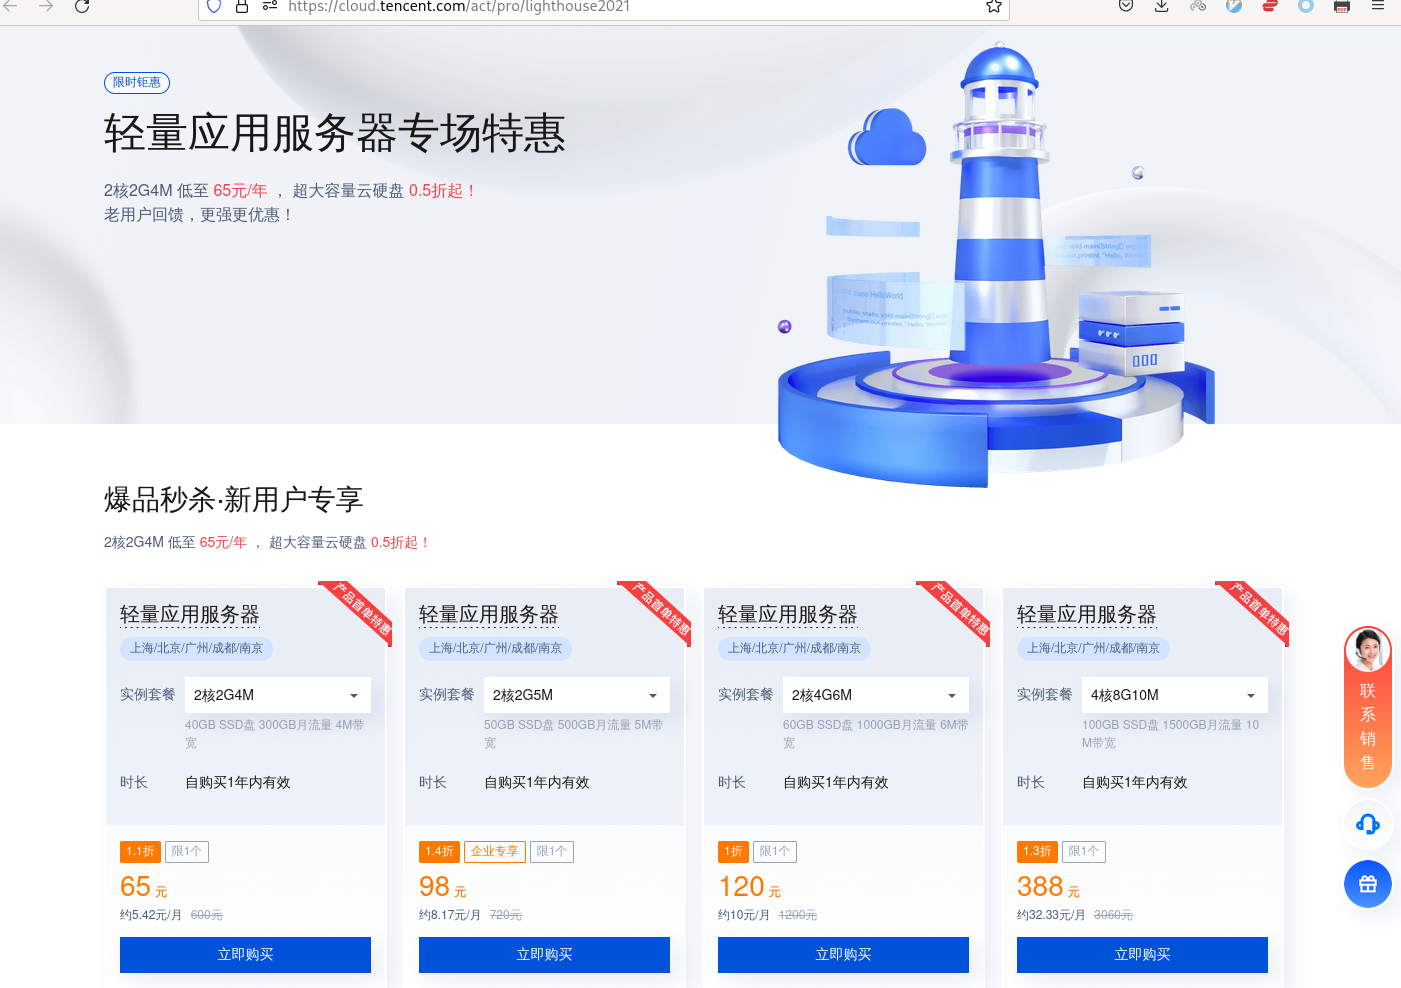 https://cloud.tencent.com/act/pro/lighthouse2021
限时钜惠
轻量应用服务器专场特惠
2核2G4M 低至 65元/年 ， 超大容量云硬盘 0.5折起！
老用户回馈，更强更优惠！
public class HelloWorld
public static void main(String[] args)
System.out.println( "Hello, World!
爆品秒杀·新用户专享
2核2G4M 低至 65元/年 ， 超大容量云硬盘 0.5折起！
产品首单特惠
轻量应用服务器
上海/北京/广州/成都/南京
实例套餐 2核2G4M
40GB SSD盘 300GB月流量 4M带
宽
时长 自购买1年内有效
1.1折 限1个
65 元
约5.42元/月 600元
立即购买
产品首单特惠
轻量应用服务器
上海/北京/广州/成都/南京
实例套餐 2核2G5M
50GB SSD盘 500GB月流量 5M带
宽
时长 自购买1年内有效
1.4折 企业专享 限1个
98 元
约8.17元/月 720元
立即购买
产品首单特惠
轻量应用服务器
上海/北京/广州/成都/南京
实例套餐 2核4G6M
60GB SSD盘 1000GB月流量 6M带
宽
时长 自购买1年内有效
1折 限1个
120 元
约10元/月 1200元
立即购买
产品首单特惠
轻量应用服务器
上海/北京/广州/成都/南京
实例套餐 4核8G10M
100GB SSD盘 1500GB月流量 10
M带宽
时长 自购买1年内有效
1.3折 限1个
388 元
约32.33元/月 3060元
立即购买
联
系
销
售